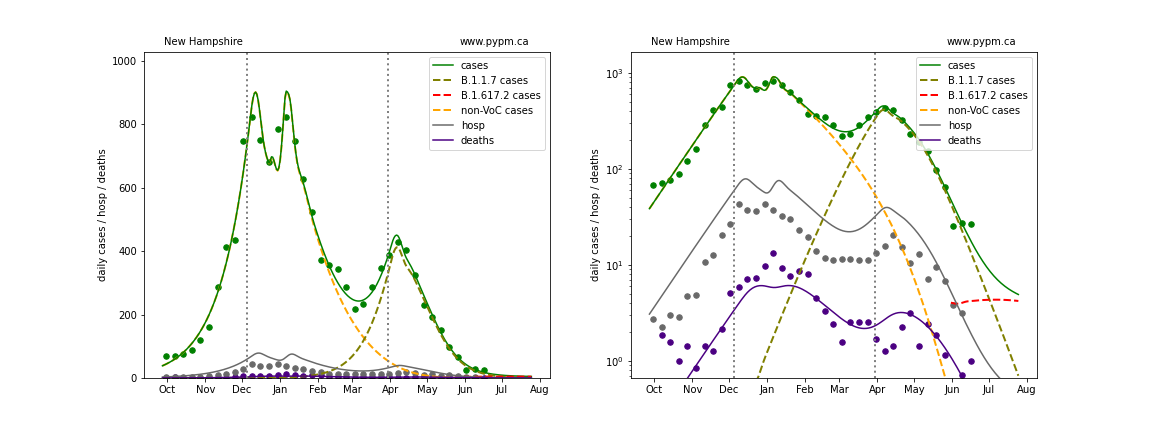 New Hampshire www.pypm.ca
daily cases / hosp / deaths
1000
800
600
400
200
0
Oct Nov Dec Jan Feb Mar Apr May Jun Jul Aug
cases
B.1.1.7 cases
B.1.617.2 cases
non-VoC cases
hosp
deaths
New Hampshire www.pypm.ca
daily cases / hosp / deaths
10³
10²
10¹
10⁰
Oct Nov Dec Jan Feb Mar Apr May Jun Jul Aug
cases
B.1.1.7 cases
B.1.617.2 cases
non-VoC cases
hosp
deaths